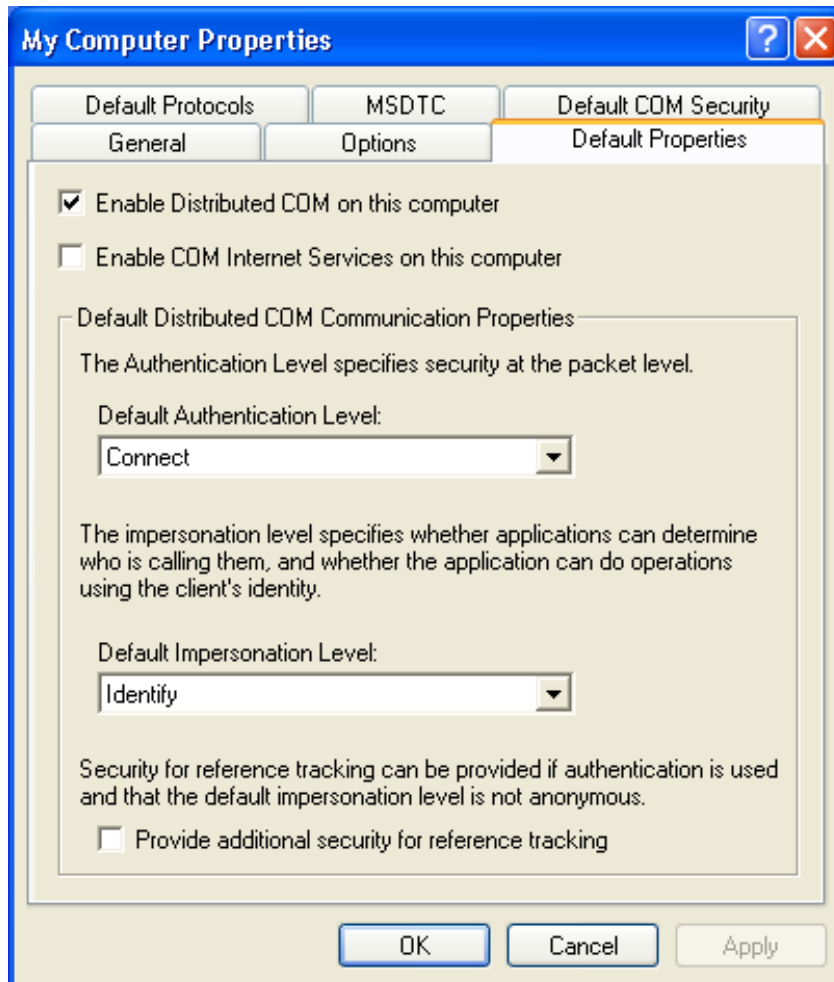 My Computer Properties
Default Protocols MSDTC Default COM Security
General Options Default Properties
Enable Distributed COM on this computer
Enable COM Internet Services on this computer
Default Distributed COM Communication Properties
The Authentication Level specifies security at the packet level.
Default Authentication Level:
Connect
The impersonation level specifies whether applications can determine
who is calling them, and whether the application can do operations
using the client's identity.
Default Impersonation Level:
Identify
Security for reference tracking can be provided if authentication is used
and that the default impersonation level is not anonymous.
Provide additional security for reference tracking
OK Cancel Apply